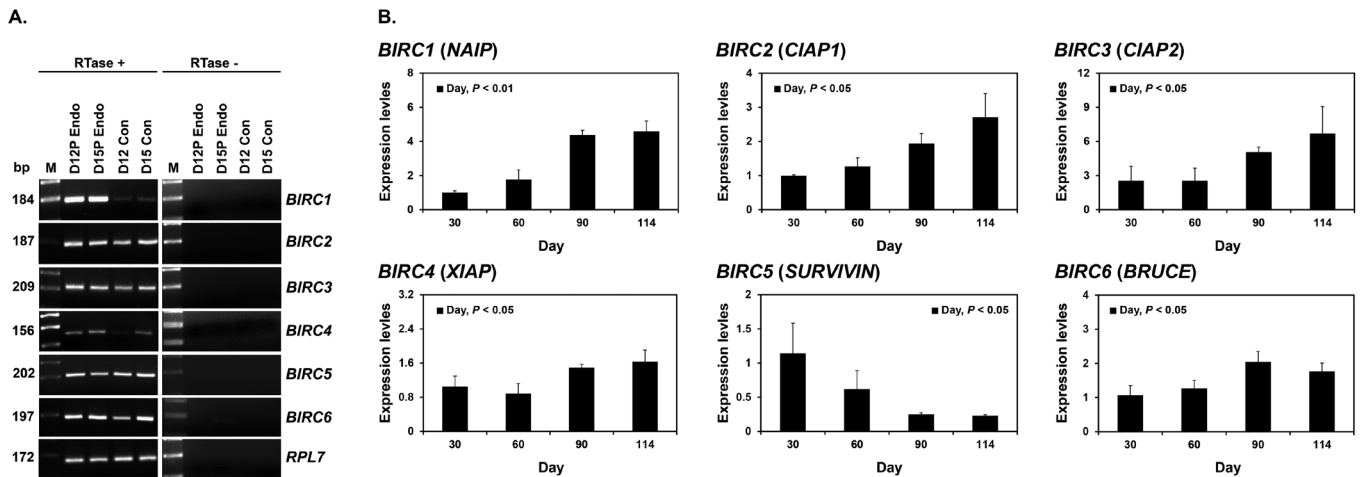 A.
RTase +
RTase -
bp
M
D12P Endo
D15P Endo
D12 Con
D15 Con
M
D12P Endo
D15P Endo
D12 Con
D15 Con
184
BIRC1
187
BIRC2
209
BIRC3
156
BIRC4
202
BIRC5
197
BIRC6
172
RPL7
B.
BIRC1 (NAIP)
Expression levles
8
6
4
2
0
Day, P < 0.01
30 60 90 114
Day
BIRC2 (CIAP1)
Expression levles
4
3
2
1
0
Day, P < 0.05
30 60 90 114
Day
BIRC3 (CIAP2)
Expression levles
12
9
6
3
0
Day, P < 0.05
30 60 90 114
Day
BIRC4 (XIAP)
Expression levels
3.2
2.4
1.6
0.8
0
Day, P < 0.05
30 60 90 114
Day
BIRC5 (SURVIVIN)
Expression levels
2
1.5
1
0.5
0
Day, P < 0.05
30 60 90 114
Day
BIRC6 (BRUCE)
Expression levels
4
3
2
1
0
Day, P < 0.05
30 60 90 114
Day